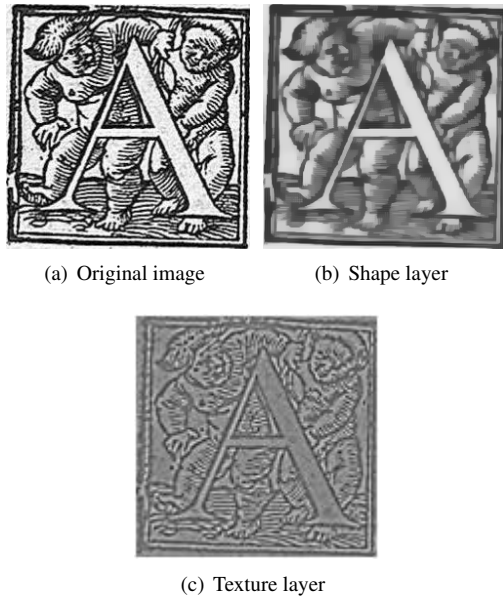 A
A
(a) Original image
(b) Shape layer
A
(c) Texture layer